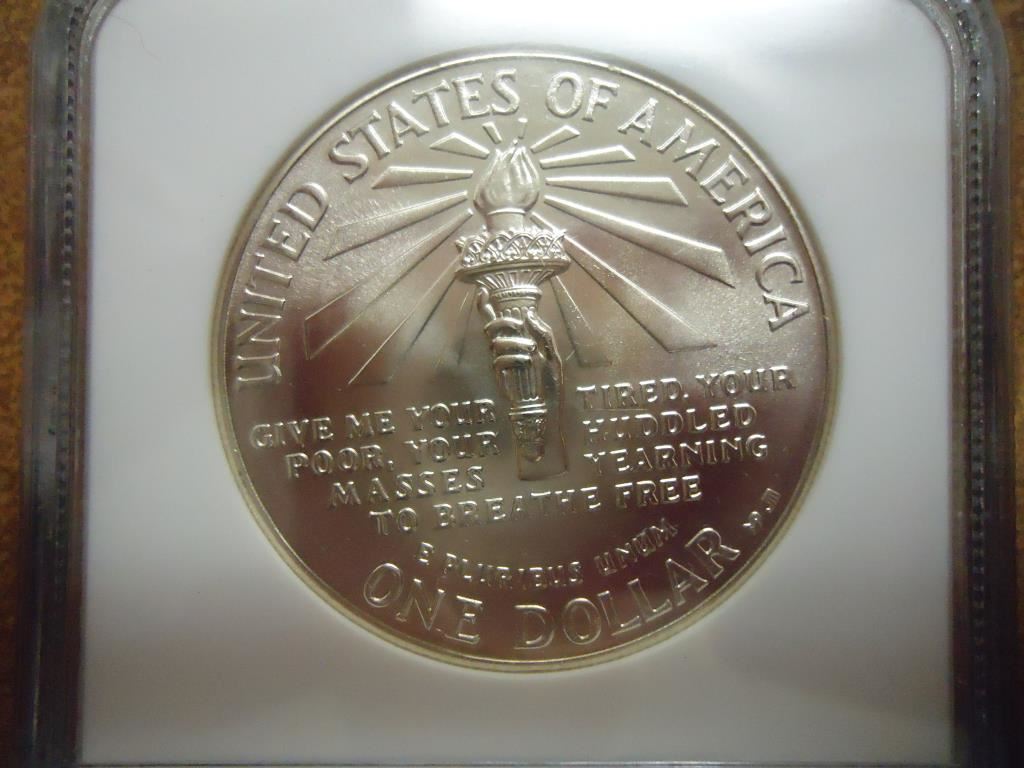 UNITED STATES OF AMERICA
GIVE ME YOUR TIRED, YOUR
POOR, YOUR HUDDLED
MASSES YEARNING
TO BREATHE FREE
E PLURIBUS UNUM
ONE DOLLAR